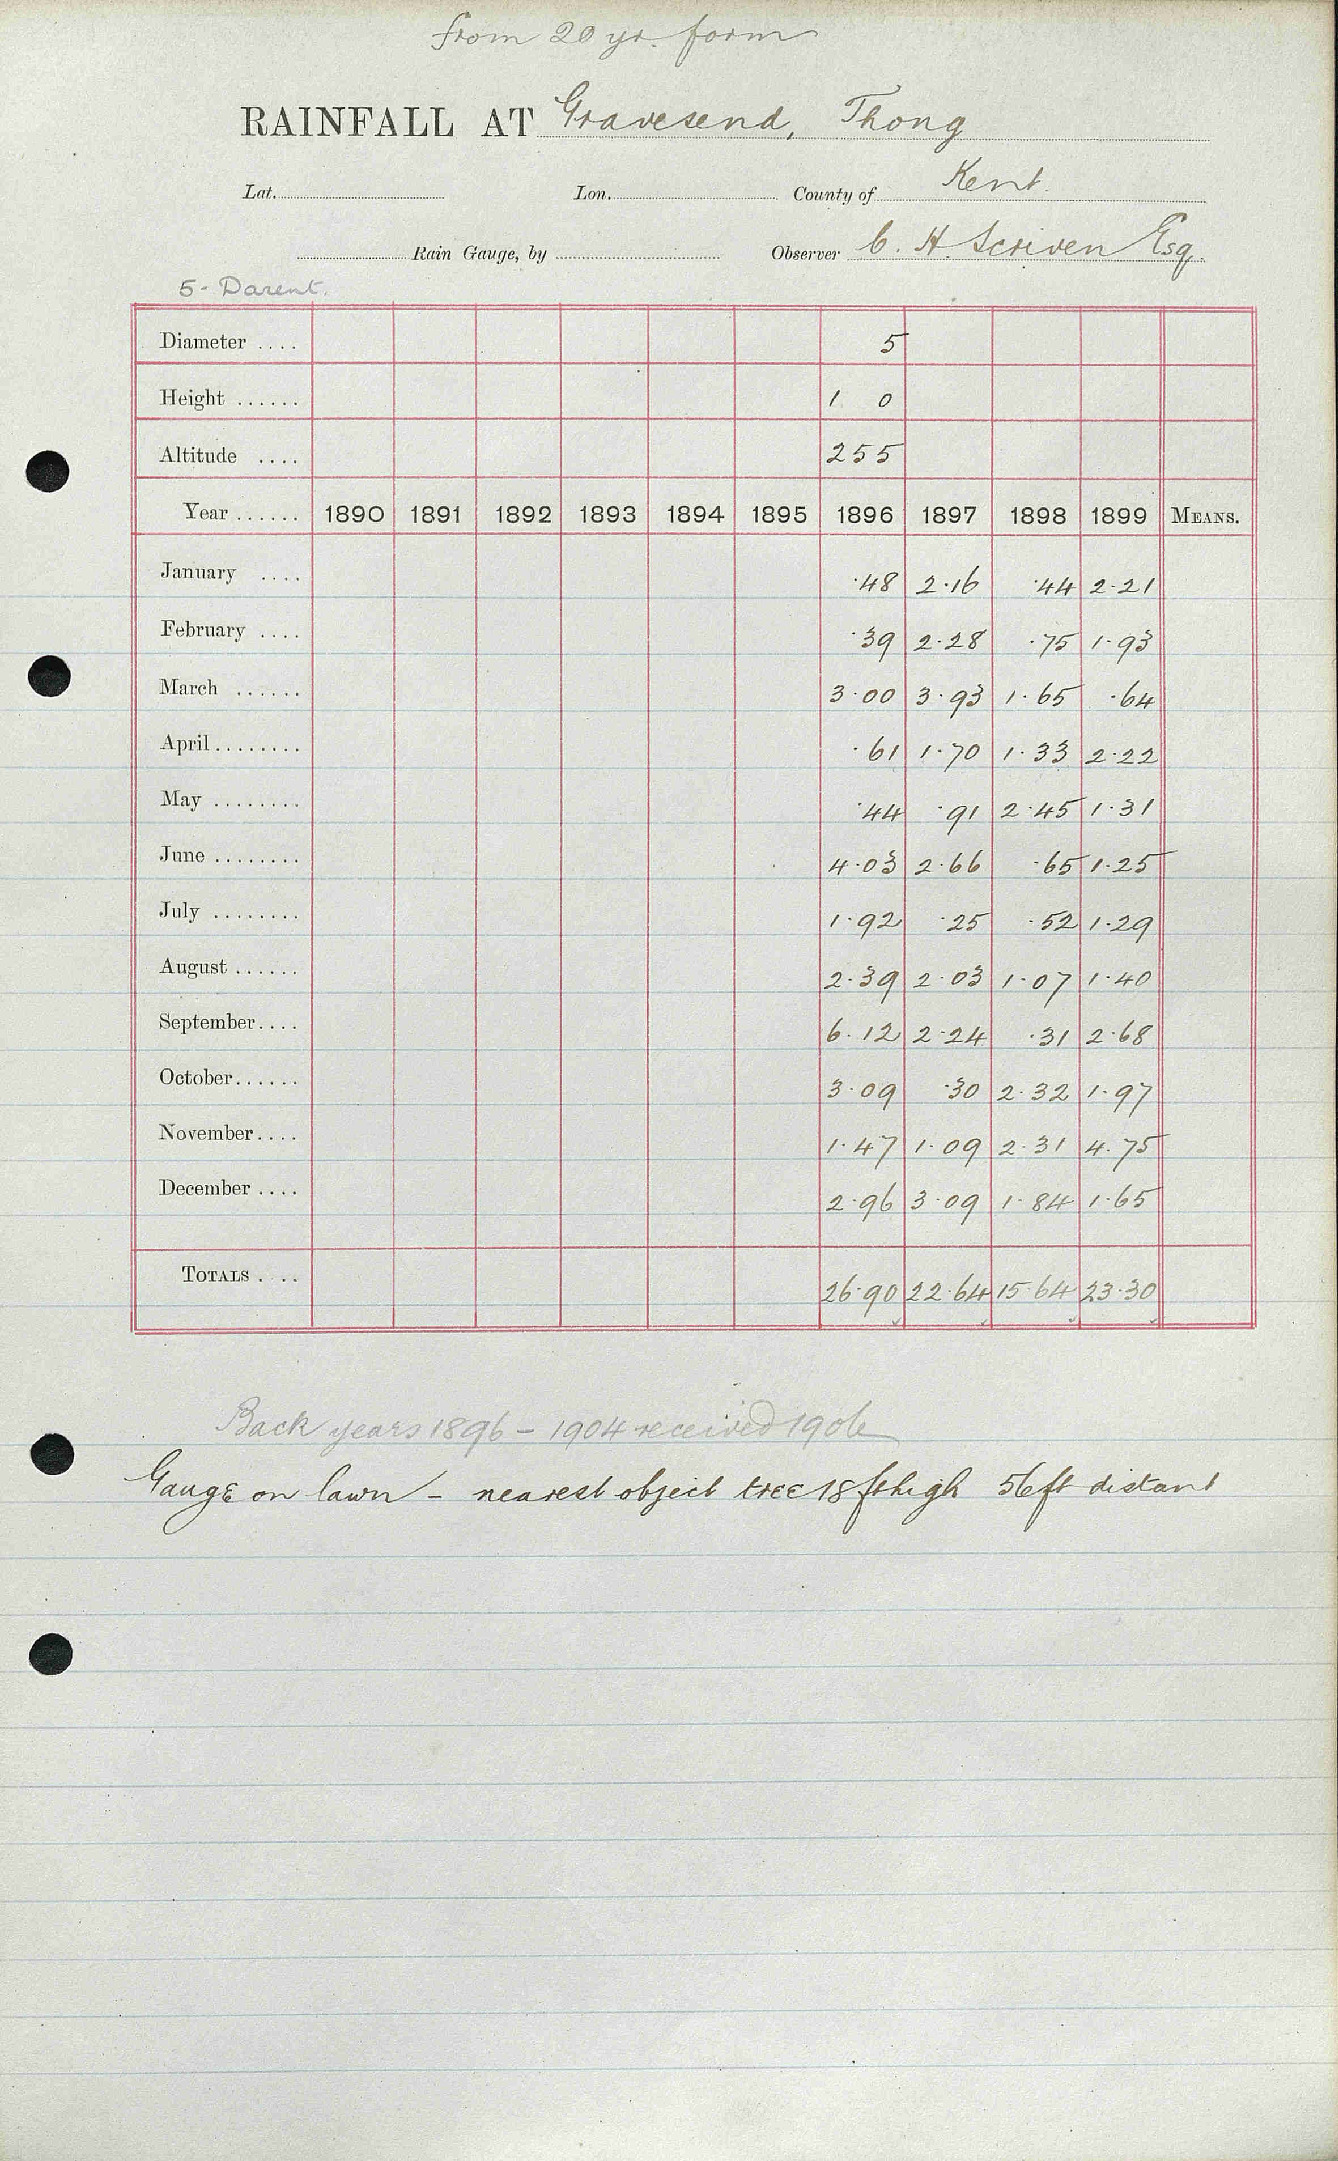 from 20 yr. form
RAINFALL AT Gravesend, Thong
Lat. Lon. County of Kent.
Rain Gauge, by Observer C. H. Scriven Esq.
5. Darent.
Diameter .... 5
Height ...... 1 0
Altitude .... 255
Year ...... 1890 1891 1892 1893 1894 1895 1896 1897 1898 1899 MEANS.
January .... ·48 2·16 ·44 2·21
February .... ·39 2·28 ·75 1·93
March ...... 3·00 3·93 1·65 ·64
April ........ ·61 1·70 1·33 2·22
May ........ ·44 ·91 2·45 1·31
June ........ 4·03 2·66 ·65 1·25
July ........ 1·92 ·25 ·52 1·29
August ...... 2·39 2·03 1·07 1·40
September.... 6·12 2·24 ·31 2·68
October...... 3·09 ·30 2·32 1·97
November.... 1·47 1·09 2·31 4·75
December .... 2·96 3·09 1·84 1·65
TOTALS .... 26·90 22·64 15·64 23·30
Back years 1896 – 1904 received 1906
Gauge on lawn – nearest object tree 18 ft high 56 ft distant